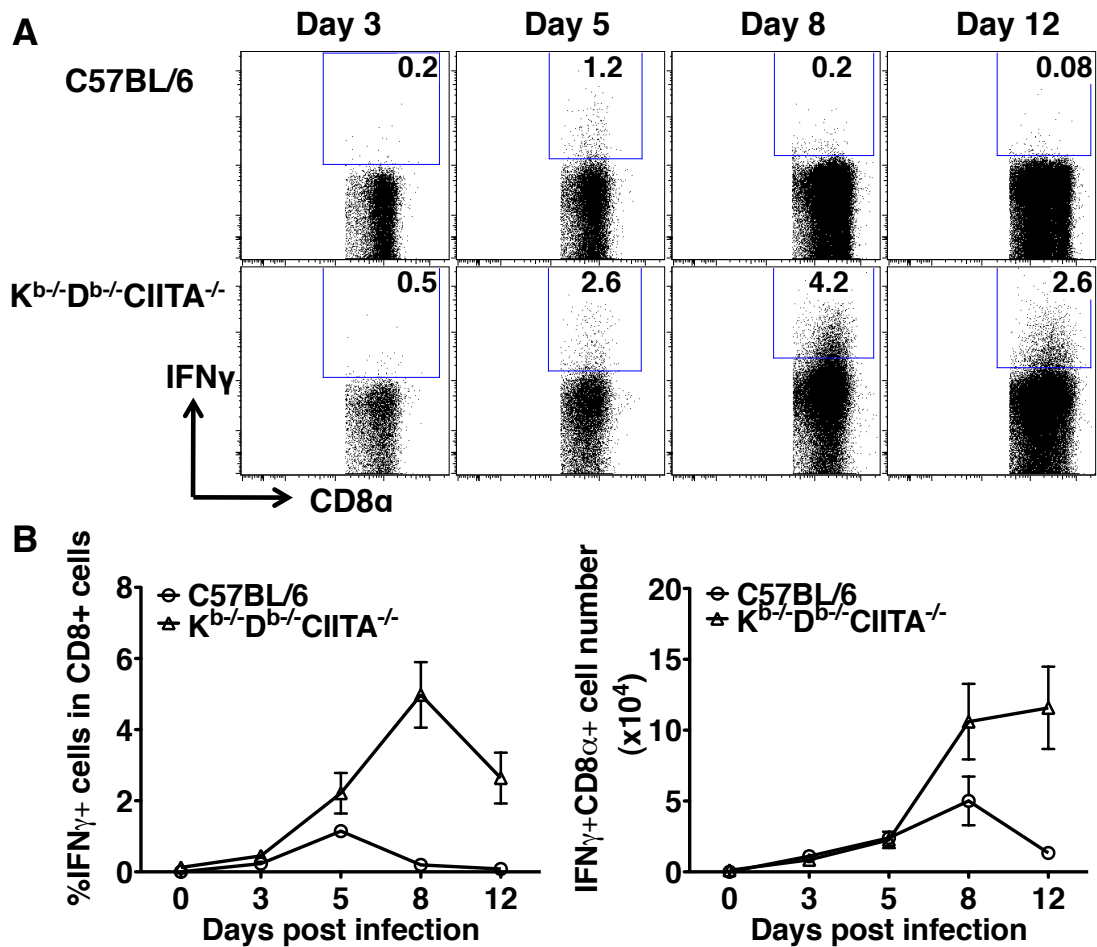 A
Day 3 Day 5 Day 8 Day 12
C57BL/6
0.2 1.2 0.2 0.08
Kb-/-Db-/-CIITA-/-
0.5 2.6 4.2 2.6
IFNγ
CD8α
B
%IFNγ+ cells in CD8+ cells
8
6
4
2
0
C57BL/6
Kb-/-Db-/-CIITA-/-
0 3 5 8 12
Days post infection
IFNγ+CD8α+ cell number
(x10⁴)
20
15
10
5
0
C57BL/6
Kb-/-Db-/-CIITA-/-
0 3 5 8 12
Days post infection